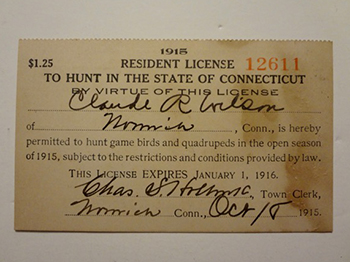 1915
$1.25 RESIDENT LICENSE 12611
TO HUNT IN THE STATE OF CONNECTICUT
BY VIRTUE OF THIS LICENSE
Claude R Wilson
of Norwich, Conn., is hereby
permitted to hunt game birds and quadrupeds in the open season
of 1915, subject to the restrictions and conditions provided by law.
THIS LICENSE EXPIRES JANUARY 1, 1916.
Chas. S. Town Clerk,
Norwich Conn., Oct 1915.